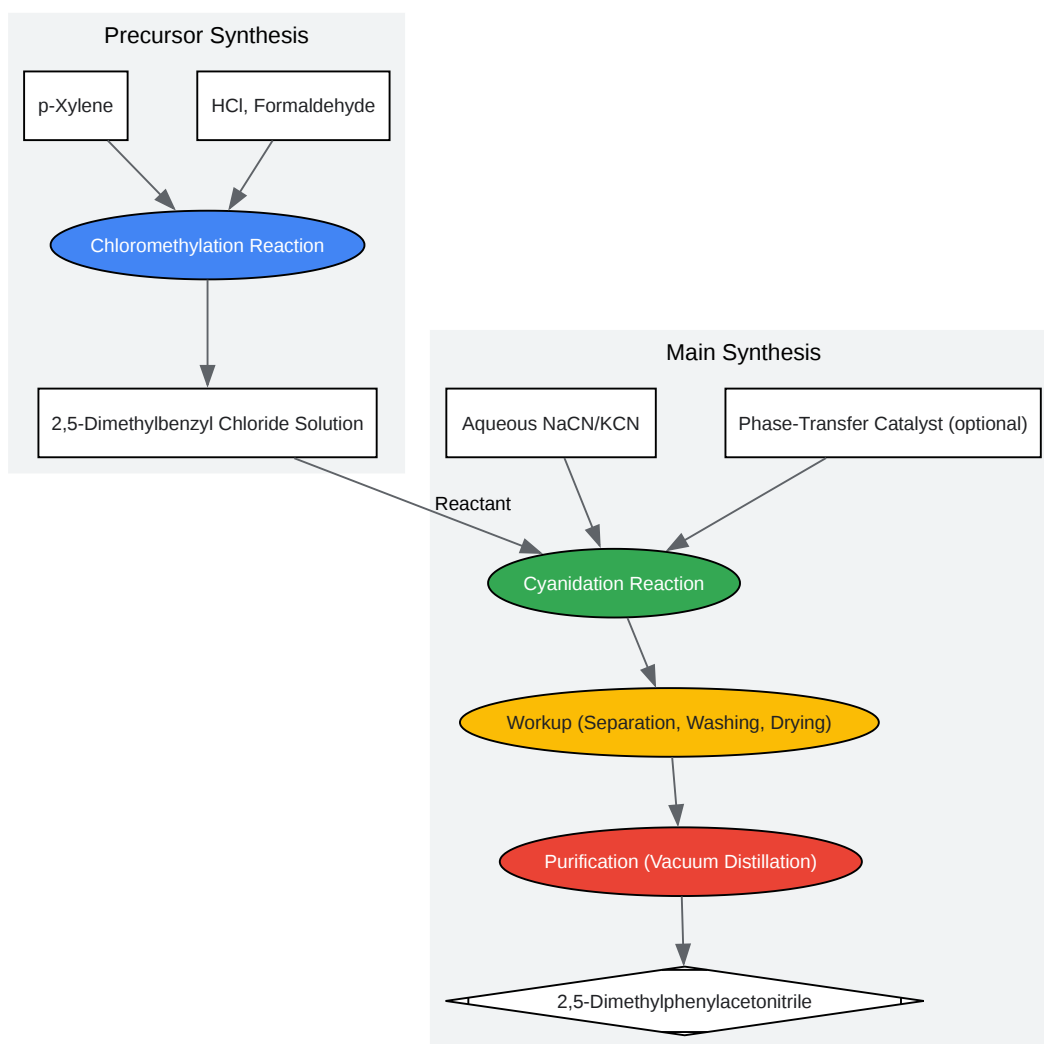 Precursor Synthesis
p-Xylene
HCl, Formaldehyde
Chloromethylation Reaction
2,5-Dimethylbenzyl Chloride Solution
Main Synthesis
Aqueous NaCN/KCN
Phase-Transfer Catalyst (optional)
Reactant
Cyanidation Reaction
Workup (Separation, Washing, Drying)
Purification (Vacuum Distillation)
2,5-Dimethylphenylacetonitrile